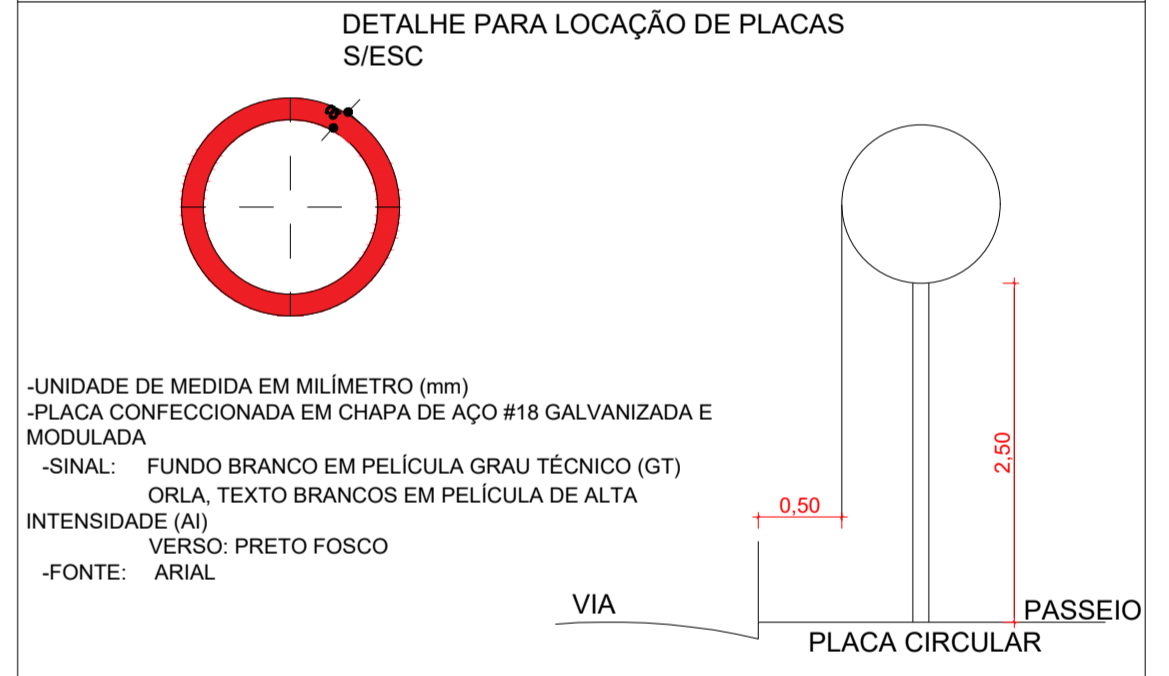 DETALHE PARA LOCAÇÃO DE PLACAS
S/ESC
-UNIDADE DE MEDIDA EM MILÍMETRO (mm)
-PLACA CONFECCIONADA EM CHAPA DE AÇO #18 GALVANIZADA E
MODULADA
-SINAL: FUNDO BRANCO EM PELÍCULA GRAU TÉCNICO (GT)
ORLA, TEXTO BRANCOS EM PELÍCULA DE ALTA
INTENSIDADE (AI)
VERSO: PRETO FOSCO
-FONTE: ARIAL
2,50
0,50
VIA
PASSEIO
PLACA CIRCULAR